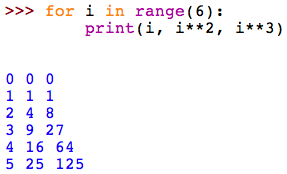 >>> for i in range(6):
        print(i, i**2, i**3)
0 0 0
1 1 1
2 4 8
3 9 27
4 16 64
5 25 125